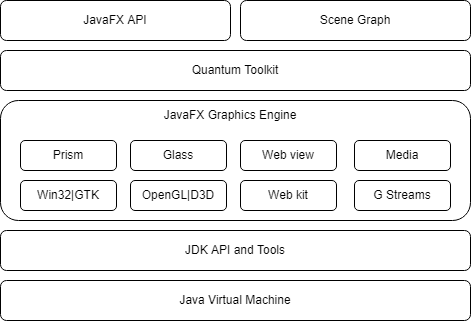 JavaFX API
Scene Graph
Quantum Toolkit
JavaFX Graphics Engine
Prism
Glass
Web view
Media
Win32|GTK
OpenGL|D3D
Web kit
G Streams
JDK API and Tools
Java Virtual Machine